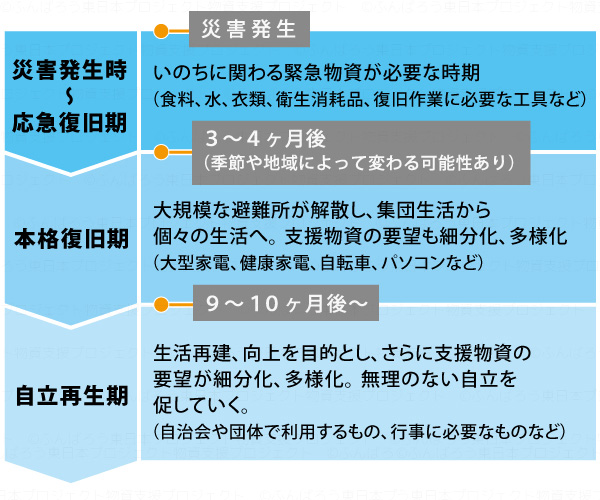 災害発生
災害発生時
〜
応急復旧期
いのちに関わる緊急物資が必要な時期
（食料、水、衣類、衛生消耗品、復旧作業に必要な工具など）
３〜４ヶ月後
（季節や地域によって変わる可能性あり）
本格復旧期
大規模な避難所が解散し、集団生活から
個々の生活へ。支援物資の要望も細分化、多様化
（大型家電、健康家電、自転車、パソコンなど）
９〜１０ヶ月後〜
自立再生期
生活再建、向上を目的とし、さらに支援物資の
要望が細分化、多様化。無理のない自立を
促していく。
（自治会や団体で利用するもの、行事に必要なものなど）